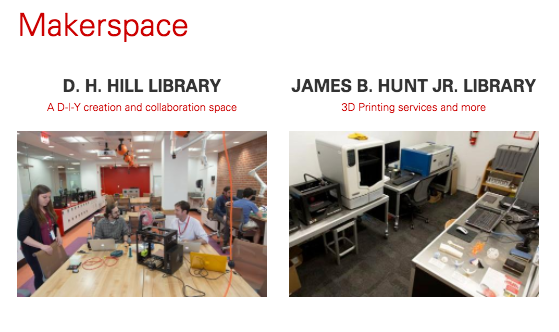 Makerspace
D. H. HILL LIBRARY
A D-I-Y creation and collaboration space
JAMES B. HUNT JR. LIBRARY
3D Printing services and more